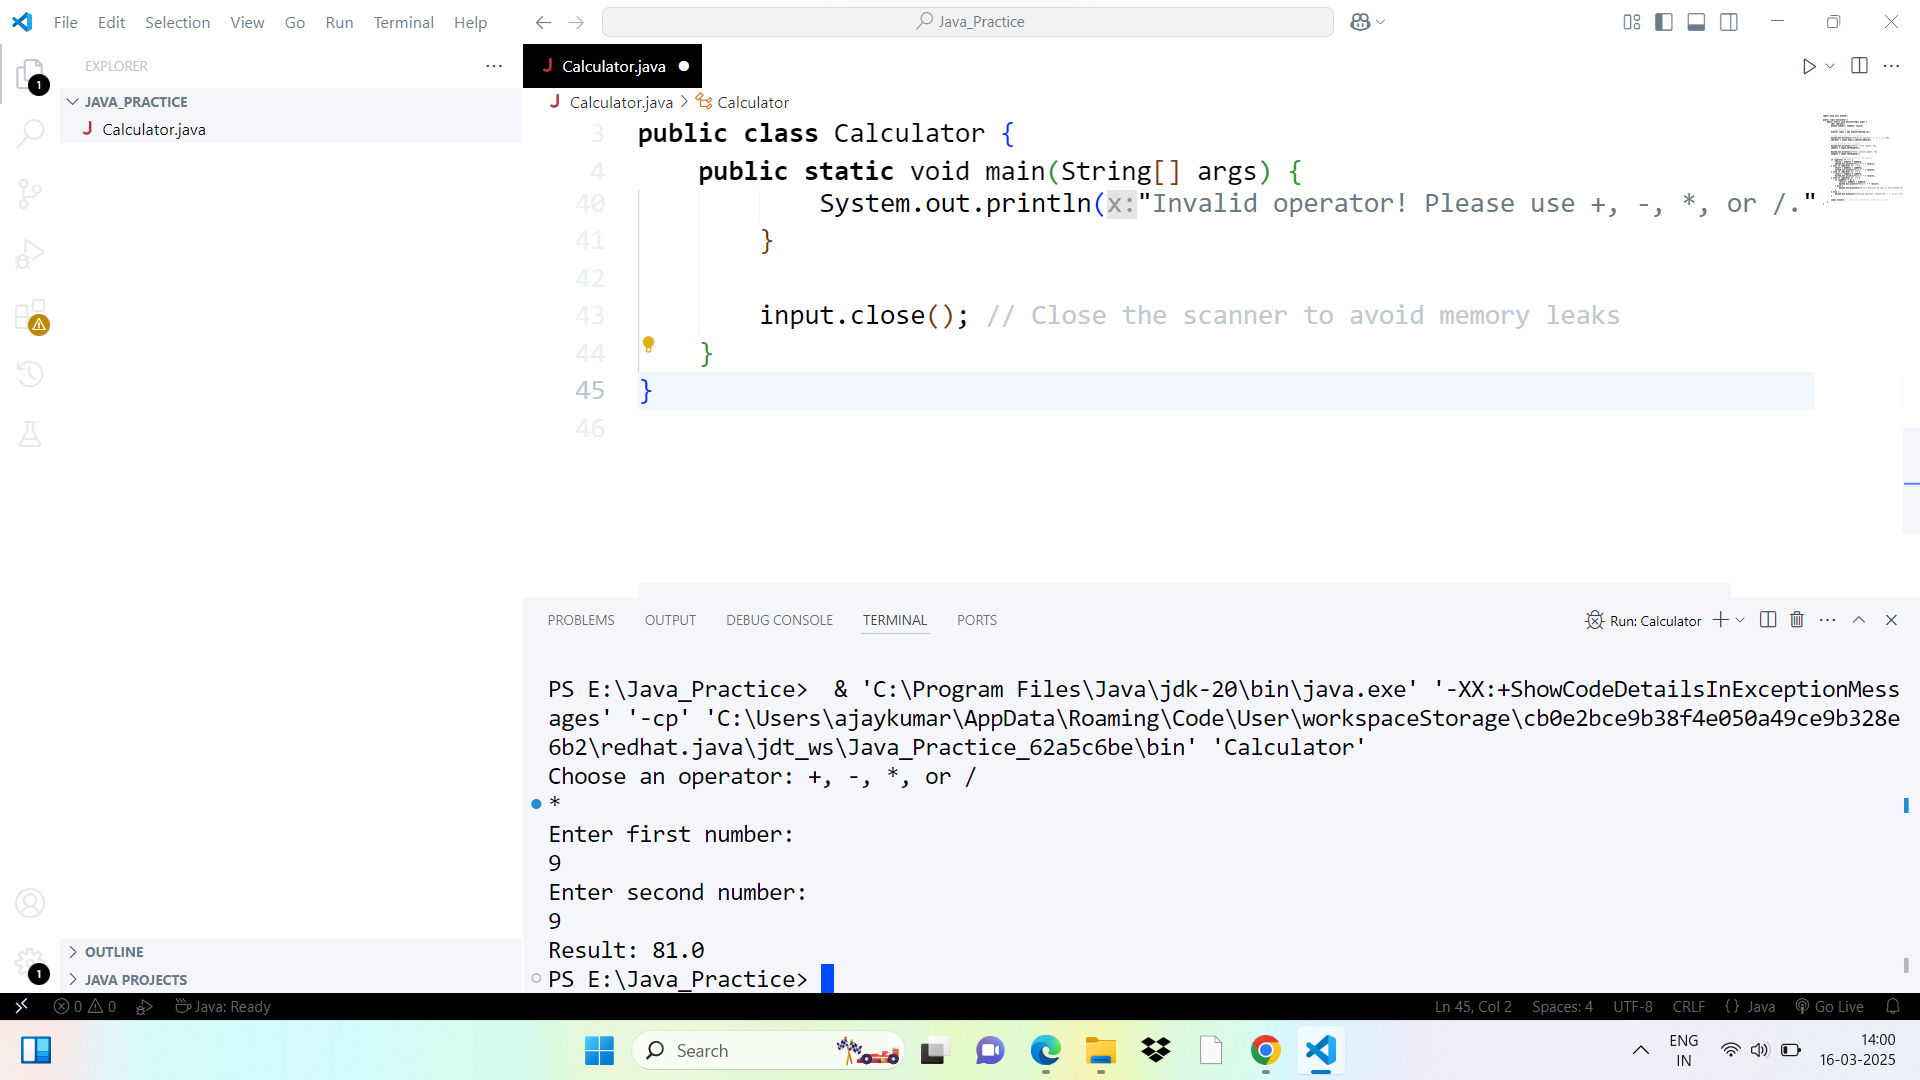 File Edit Selection View Go Run Terminal Help
Java_Practice
EXPLORER
1
JAVA_PRACTICE
Calculator.java
Calculator.java
Calculator.java > Calculator
3 public class Calculator {
4 public static void main(String[] args) {
40 System.out.println(x:"Invalid operator! Please use +, -, *, or /."
41 }
42
43 input.close(); // Close the scanner to avoid memory leaks
44 }
45 }
46
PROBLEMS OUTPUT DEBUG CONSOLE TERMINAL PORTS
Run: Calculator
PS E:\Java_Practice>  & 'C:\Program Files\Java\jdk-20\bin\java.exe' '-XX:+ShowCodeDetailsInExceptionMess
ages' '-cp' 'C:\Users\ajaykumar\AppData\Roaming\Code\User\workspaceStorage\cb0e2bce9b38f4e050a49ce9b328e
6b2\redhat.java\jdt_ws\Java_Practice_62a5c6be\bin' 'Calculator'
Choose an operator: +, -, *, or /
*
Enter first number:
9
Enter second number:
9
Result: 81.0
PS E:\Java_Practice>
OUTLINE
1
JAVA PROJECTS
0 0 Java: Ready
Ln 45, Col 2 Spaces: 4 UTF-8 CRLF {} Java Go Live
Search
ENG
IN
14:00
16-03-2025